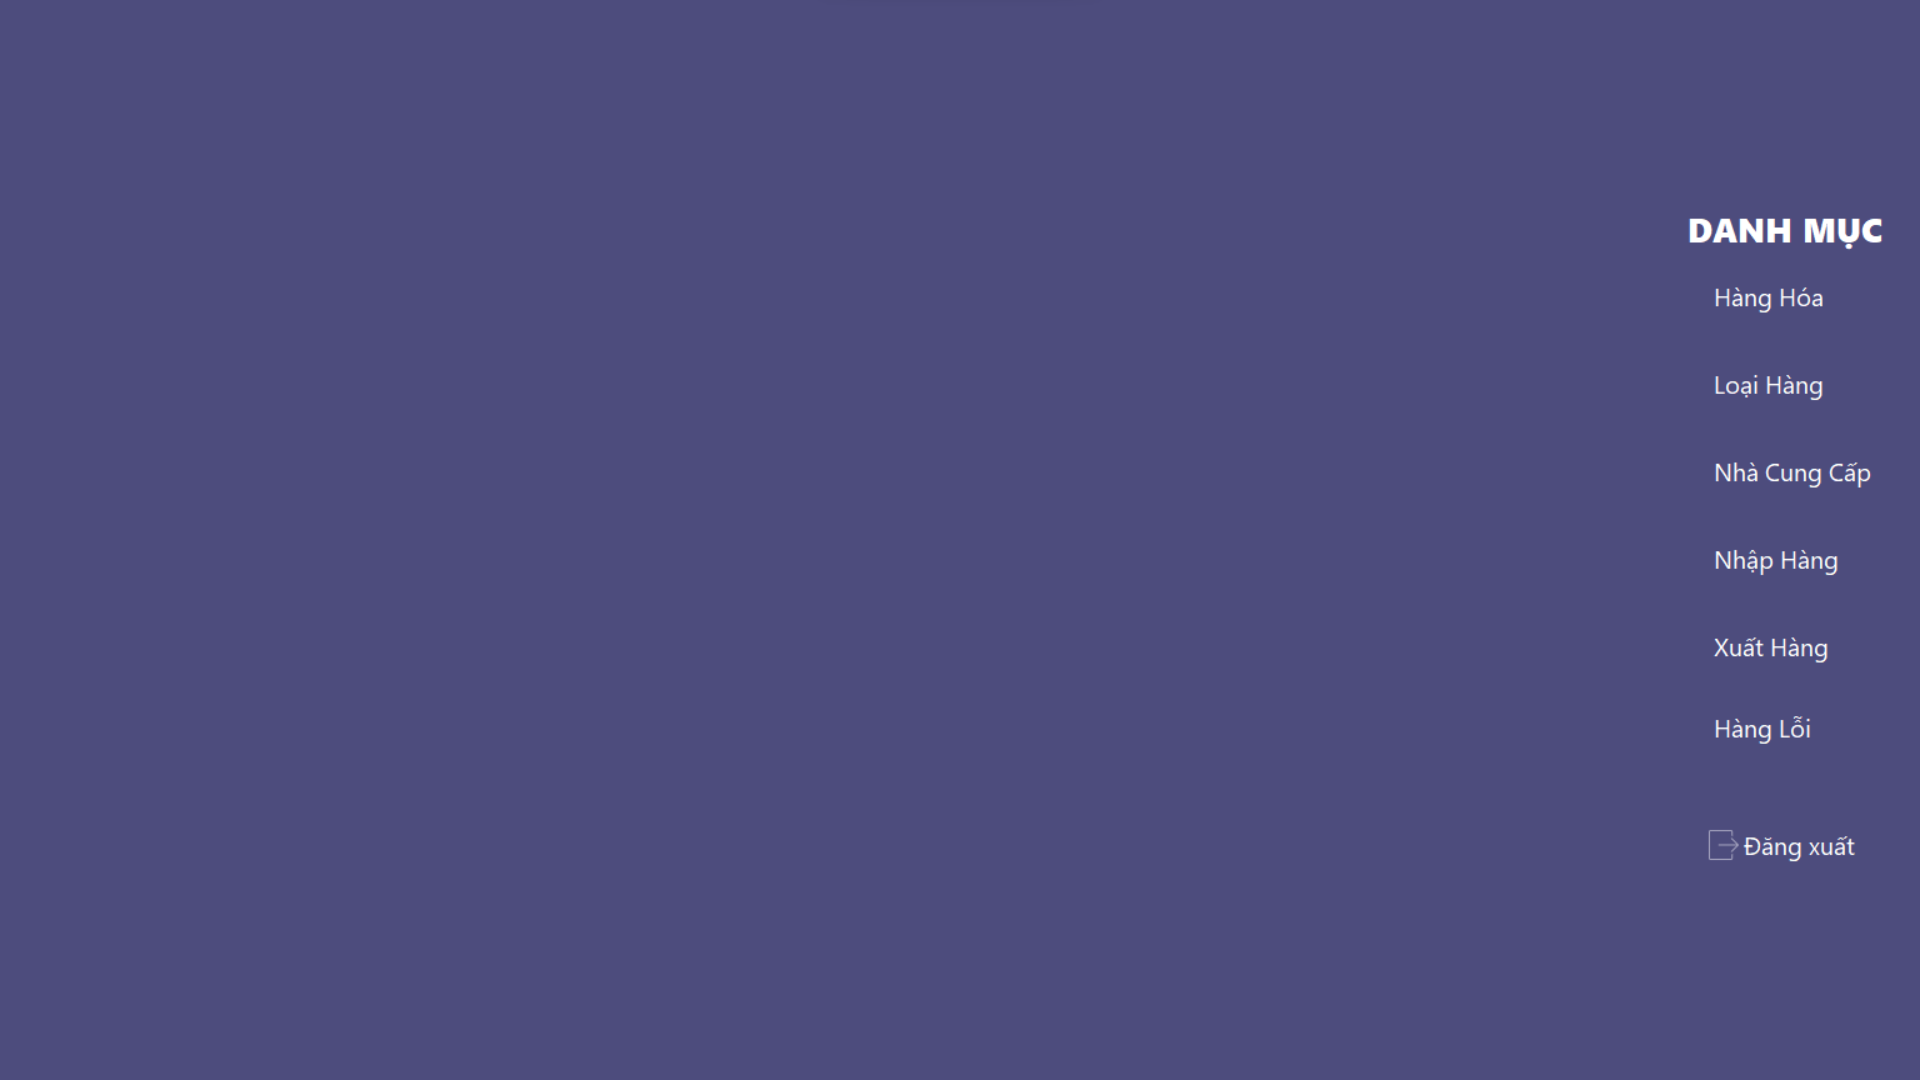 DANH MỤC
Hàng Hóa
Loại Hàng
Nhà Cung Cấp
Nhập Hàng
Xuất Hàng
Hàng Lỗi
Đăng xuất